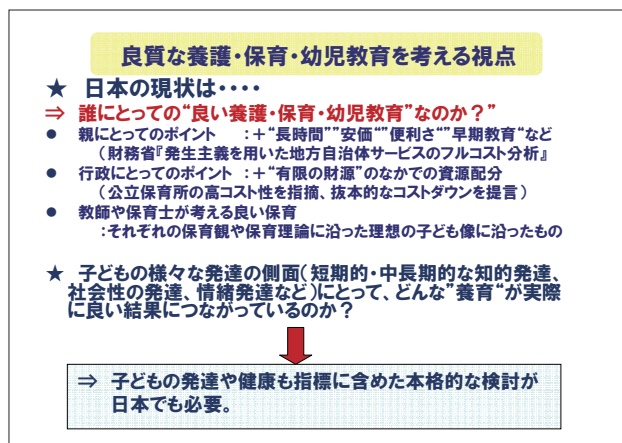 良質な養護・保育・幼児教育を考える視点
★ 日本の現状は・・・・
⇒ 誰にとっての“良い養護・保育・幼児教育”なのか？”
● 親にとってのポイント ：＋“長時間””安価“”便利さ“”早期教育“など
（財務省『発生主義を用いた地方自治体サービスのフルコスト分析』
● 行政にとってのポイント ：＋“有限の財源”のなかでの資源配分
（公立保育所の高コスト性を指摘、抜本的なコストダウンを提言）
● 教師や保育士が考える良い保育
：それぞれの保育観や保育理論に沿った理想の子ども像に沿ったもの
★ 子どもの様々な発達の側面（短期的・中長期的な知的発達、
社会性の発達、情緒発達など）にとって、どんな”養育“が実際
に良い結果につながっているのか？
⇒ 子どもの発達や健康も指標に含めた本格的な検討が
日本でも必要。